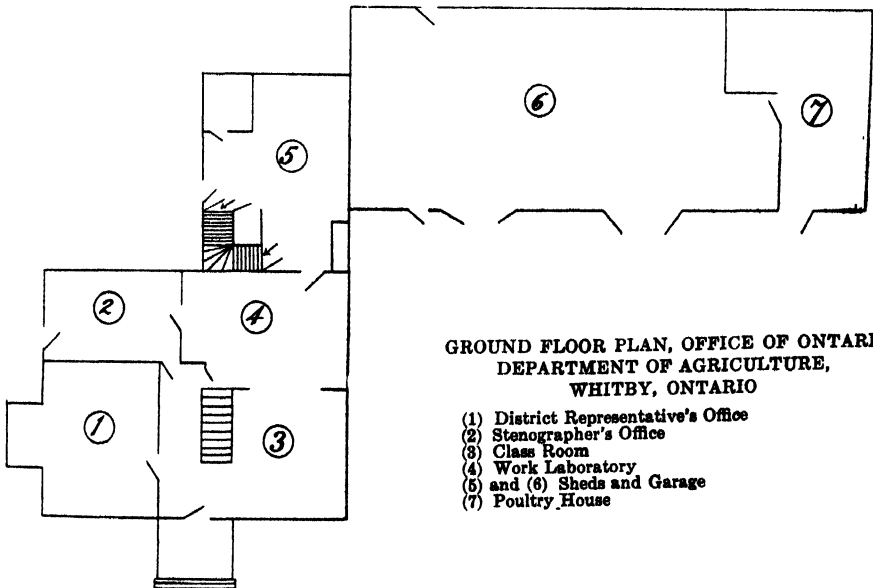 6
7
5
2
4
1
3
GROUND FLOOR PLAN, OFFICE OF ONTARI
DEPARTMENT OF AGRICULTURE,
WHITBY, ONTARIO
(1) District Representative's Office
(2) Stenographer's Office
(3) Class Room
(4) Work Laboratory
(5) and (6) Sheds and Garage
(7) Poultry House